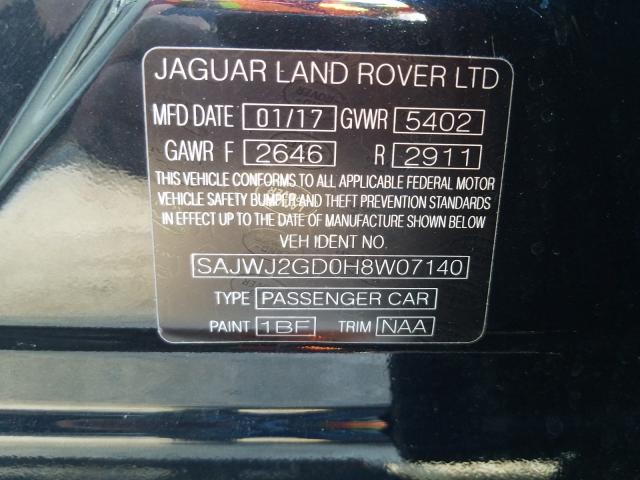 JAGUAR LAND ROVER LTD
MFD DATE 01/17 GWR 5402
GAWR F 2646 R 2911
THIS VEHICLE CONFORMS TO ALL APPLICABLE FEDERAL MOTOR
VEHICLE SAFETY BUMPER AND THEFT PREVENTION STANDARDS
IN EFFECT UP TO THE DATE OF MANUFACTURE SHOWN BELOW
VEH IDENT NO.
SAJWJ2GD0H8W07140
TYPE PASSENGER CAR
PAINT 1BF TRIM NAA